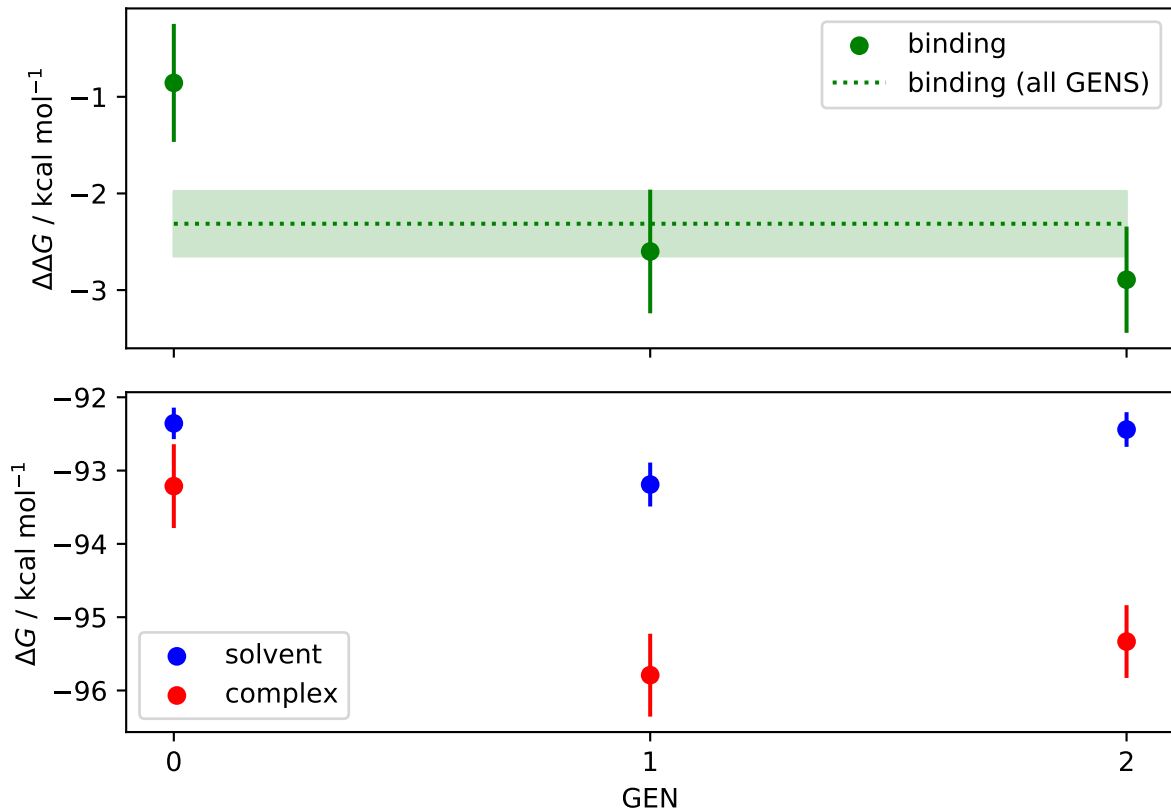 binding
binding (all GENS)
−1
−2
−3
ΔΔG / kcal mol⁻¹
−92
−93
−94
−95
−96
ΔG / kcal mol⁻¹
solvent
complex
0 1 2
GEN